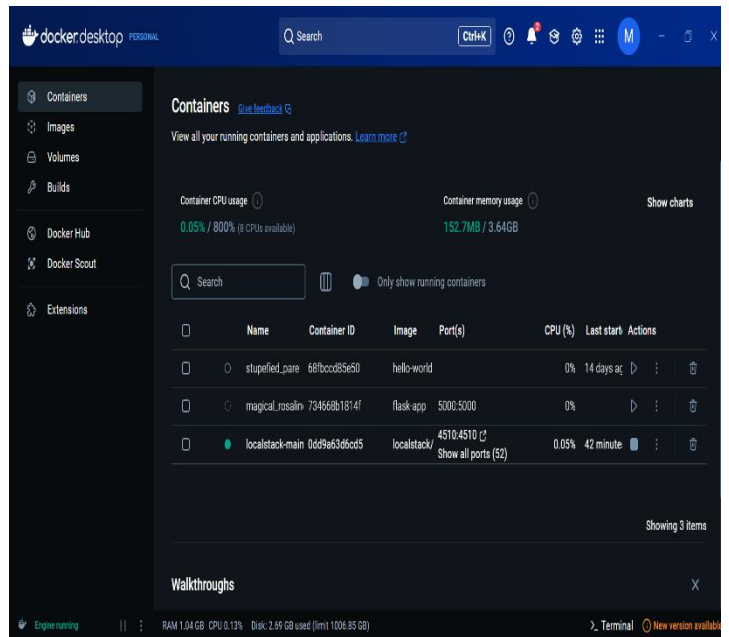 docker.desktop PERSONAL
Search
Ctrl+K
2
M
Containers
Images
Volumes
Builds
Docker Hub
Docker Scout
Extensions
Containers Give feedback
View all your running containers and applications. Learn more
Container CPU usage
0.05% / 800% (8 CPUs available)
Container memory usage
152.7MB / 3.64GB
Show charts
Search
Only show running containers
Name Container ID Image Port(s) CPU (%) Last starte Actions
stupefied_pare 68fbccd85e50 hello-world 0% 14 days ag
magical_rosalin 734668b1814f flask-app 5000:5000 0%
localstack-main 0dd9a63d6cd5 localstack/ 4510:4510 0.05% 42 minute
Show all ports (52)
Showing 3 items
Walkthroughs
Engine running
RAM 1.04 GB CPU 0.13% Disk: 2.69 GB used (limit 1006.85 GB)
>_ Terminal
New version available